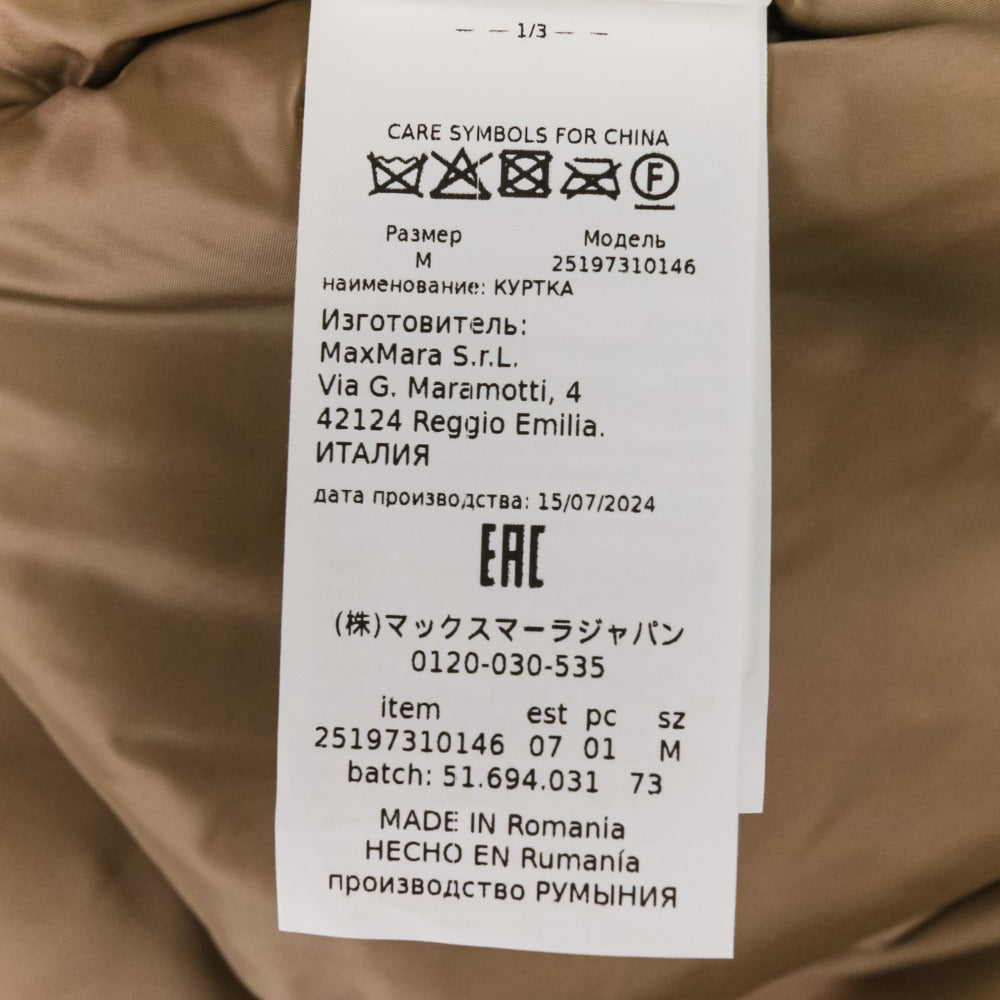 — — 1/3 — —
CARE SYMBOLS FOR CHINA
F
Размер Модель
M 25197310146
наименование: КУРТКА
Изготовитель:
MaxMara S.r.L.
Via G. Maramotti, 4
42124 Reggio Emilia.
ИТАЛИЯ
дата производства: 15/07/2024
EAC
(株)マックスマーラジャパン
0120-030-535
item est pc sz
25197310146 07 01 M
batch: 51.694.031 73
MADE IN Romania
HECHO EN Rumanía
производство РУМЫНИЯ